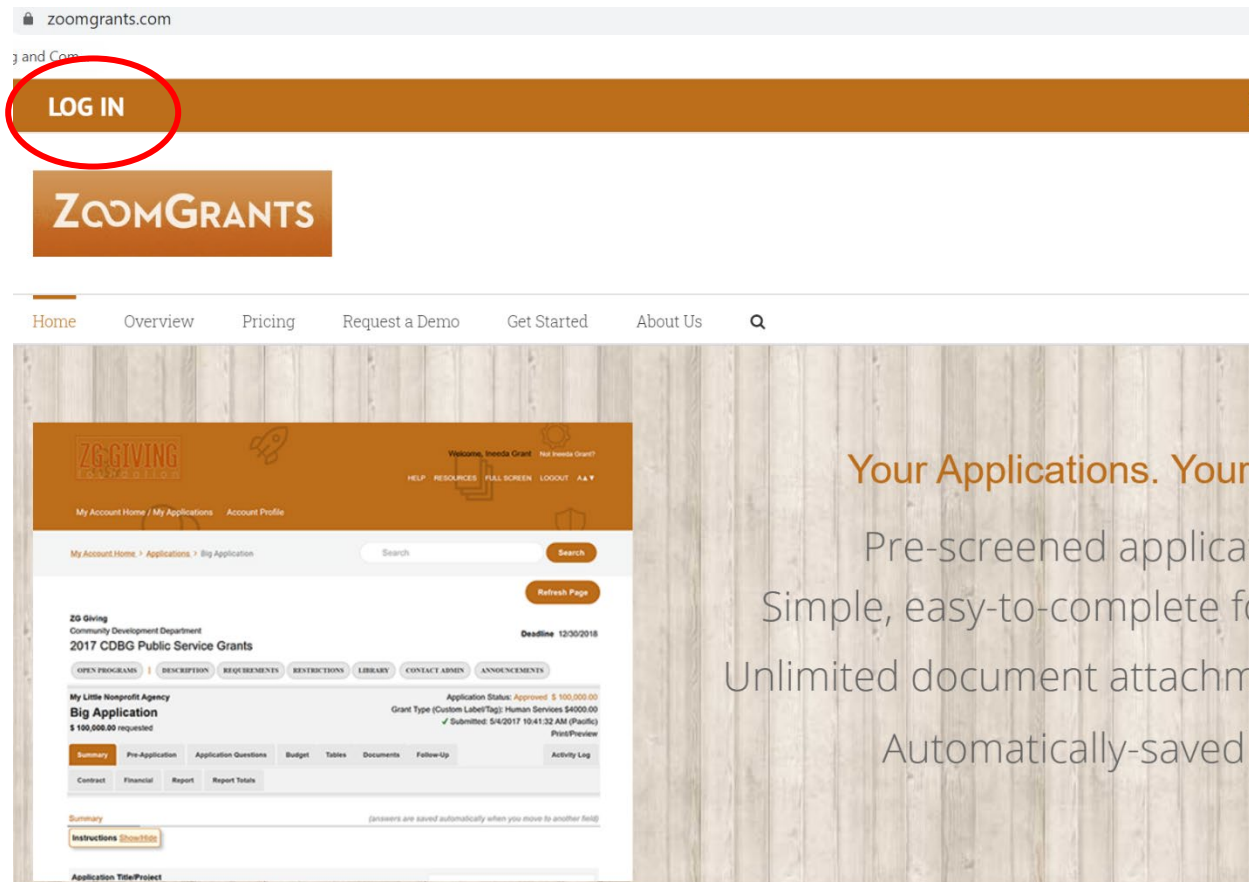 zoomgrants.com
g and Com
LOG IN
ZOOMGRANTS
Home Overview Pricing Request a Demo Get Started About Us
ZG GIVING
Welcome, Ineeda Grant Not Ineeda Grant?
HELP RESOURCES FULL SCREEN LOGOUT A▲▼
My Account Home / My Applications Account Profile
My Account Home > Applications > Big Application Search Search
Refresh Page
ZG Giving
Community Development Department
2017 CDBG Public Service Grants Deadline 12/30/2018
OPEN PROGRAMS | DESCRIPTION REQUIREMENTS RESTRICTIONS LIBRARY CONTACT ADMIN ANNOUNCEMENTS
My Little Nonprofit Agency Application Status: Approved $ 100,000.00
Big Application Grant Type (Custom Label/Tag): Human Services $4000.00
$ 100,000.00 requested ✓ Submitted: 5/4/2017 10:41:32 AM (Pacific)
Print/Preview
Summary Pre-Application Application Questions Budget Tables Documents Follow-Up Activity Log
Contract Financial Report Report Totals
Summary (answers are saved automatically when you move to another field)
Instructions Show/Hide
Application Title/Project
Your Applications. Your
Pre-screened applica
Simple, easy-to-complete f
Unlimited document attachm
Automatically-saved